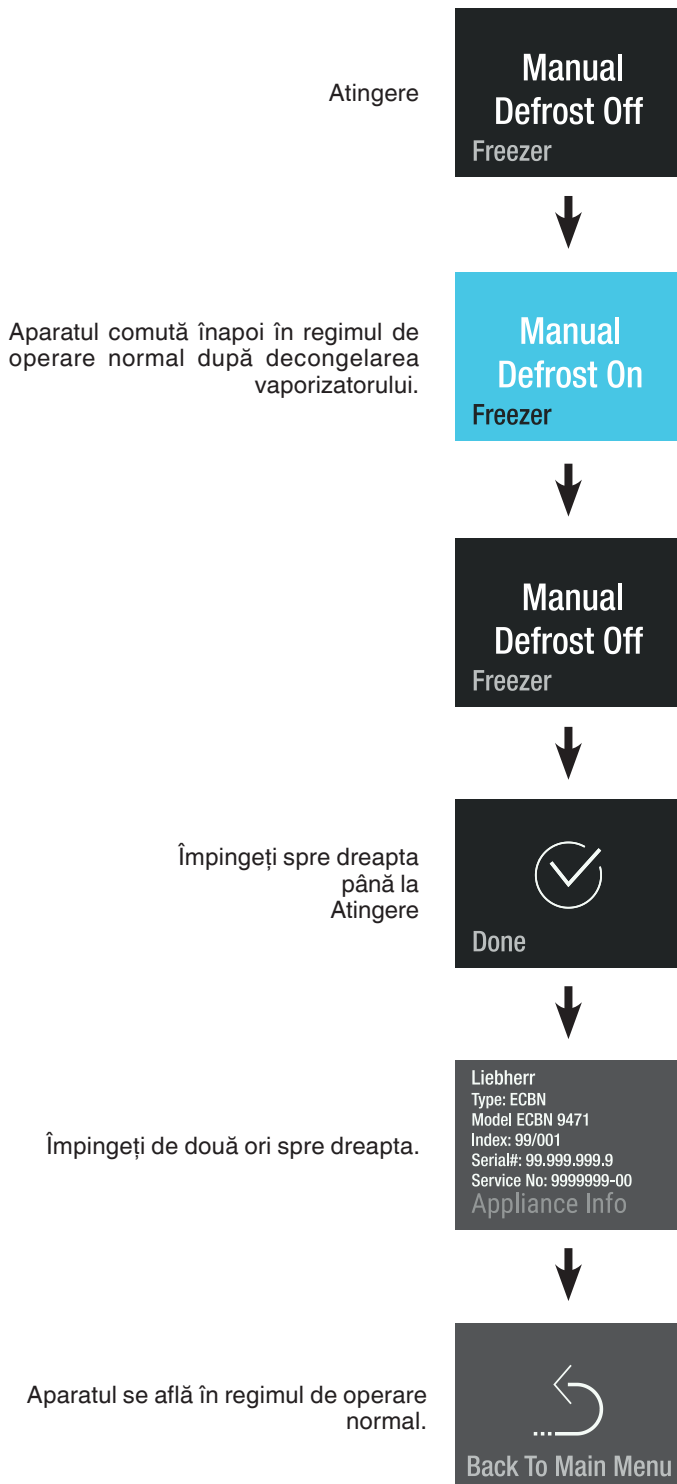 Atingere
Manual
Defrost Off
Freezer
Aparatul comută înapoi în regimul de
operare normal după decongelarea
vaporizatorului.
Manual
Defrost On
Freezer
Manual
Defrost Off
Freezer
Împingeți spre dreapta
până la
Atingere
Done
Împingeți de două ori spre dreapta.
Liebherr
Type: ECBN
Model ECBN 9471
Index: 99/001
Serial#: 99.999.999.9
Service No: 9999999-00
Appliance Info
Aparatul se află în regimul de operare
normal.
Back To Main Menu